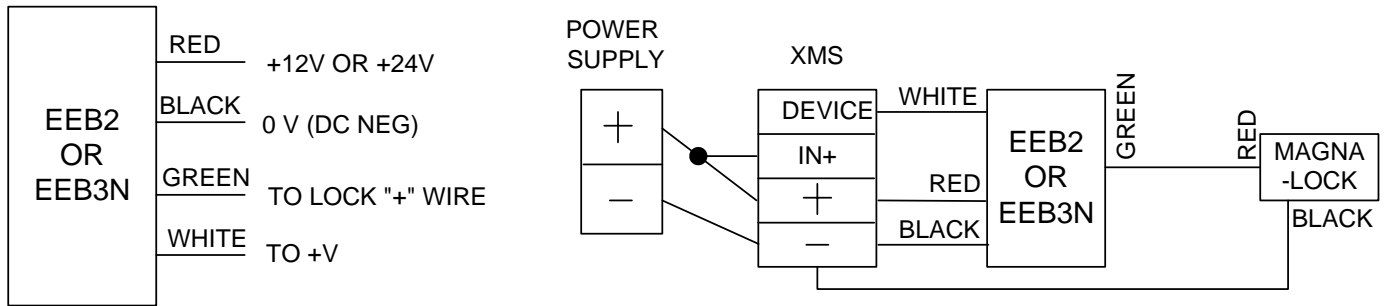 EEB2
OR
EEB3N
RED
+12V OR +24V
BLACK
0 V (DC NEG)
GREEN
TO LOCK "+" WIRE
WHITE
TO +V
POWER
SUPPLY
+
−
XMS
DEVICE
IN+
+
−
WHITE
RED
BLACK
EEB2
OR
EEB3N
GREEN
RED
MAGNA
-LOCK
BLACK